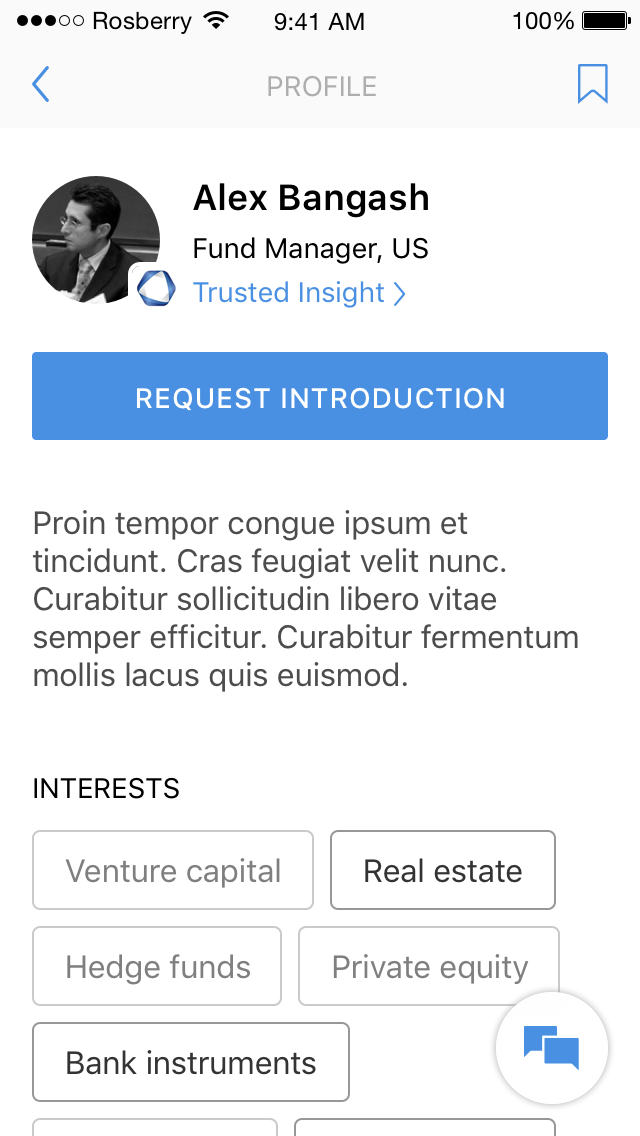 Rosberry 9:41 AM 100%
PROFILE
Alex Bangash
Fund Manager, US
Trusted Insight
REQUEST INTRODUCTION
Proin tempor congue ipsum et
tincidunt. Cras feugiat velit nunc.
Curabitur sollicitudin libero vitae
semper efficitur. Curabitur fermentum
mollis lacus quis euismod.
INTERESTS
Venture capital Real estate
Hedge funds Private equity
Bank instruments